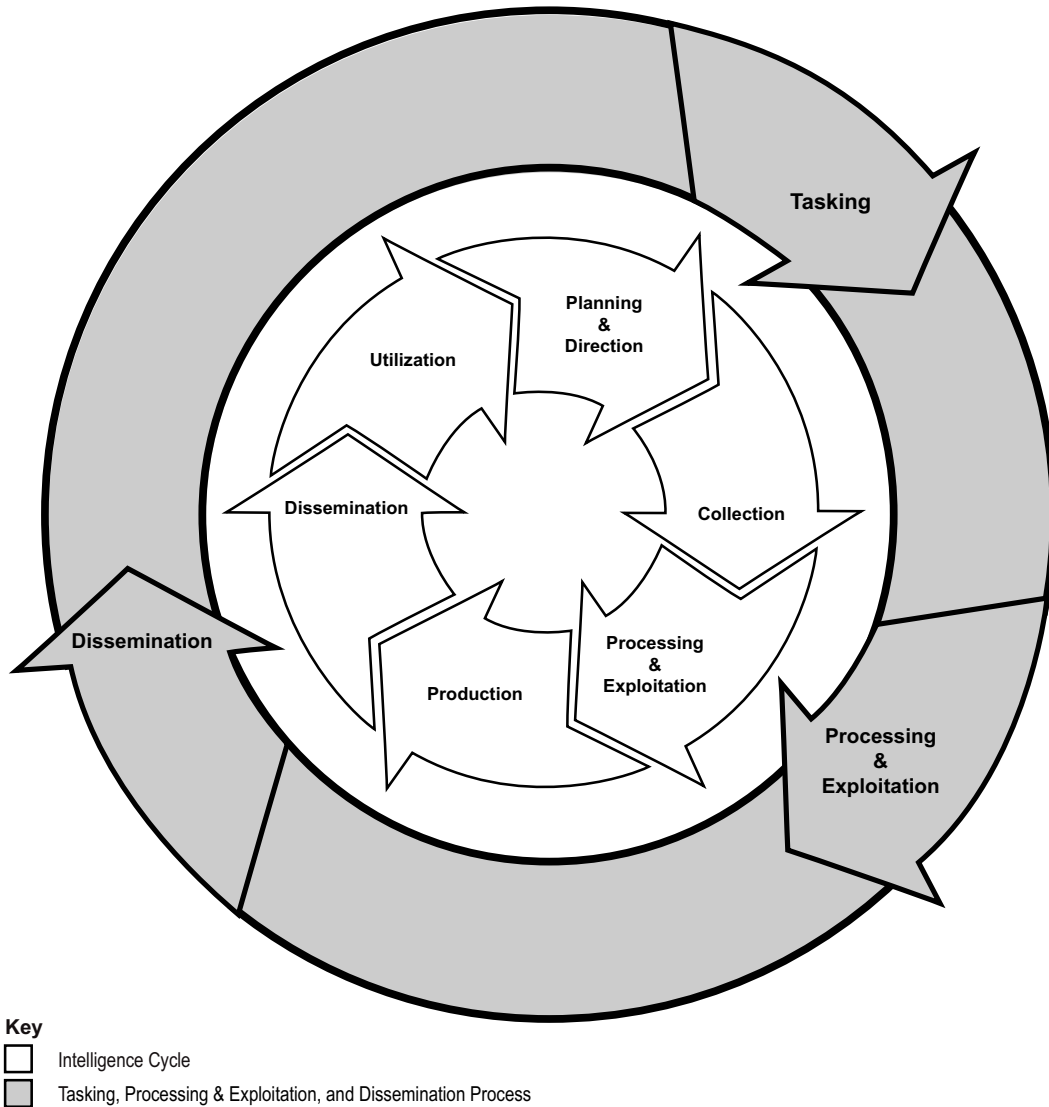 Tasking
Planning
&
Direction
Utilization
Dissemination
Collection
Dissemination
Processing
&
Exploitation
Production
Processing
&
Exploitation
Key
Intelligence Cycle
Tasking, Processing & Exploitation, and Dissemination Process